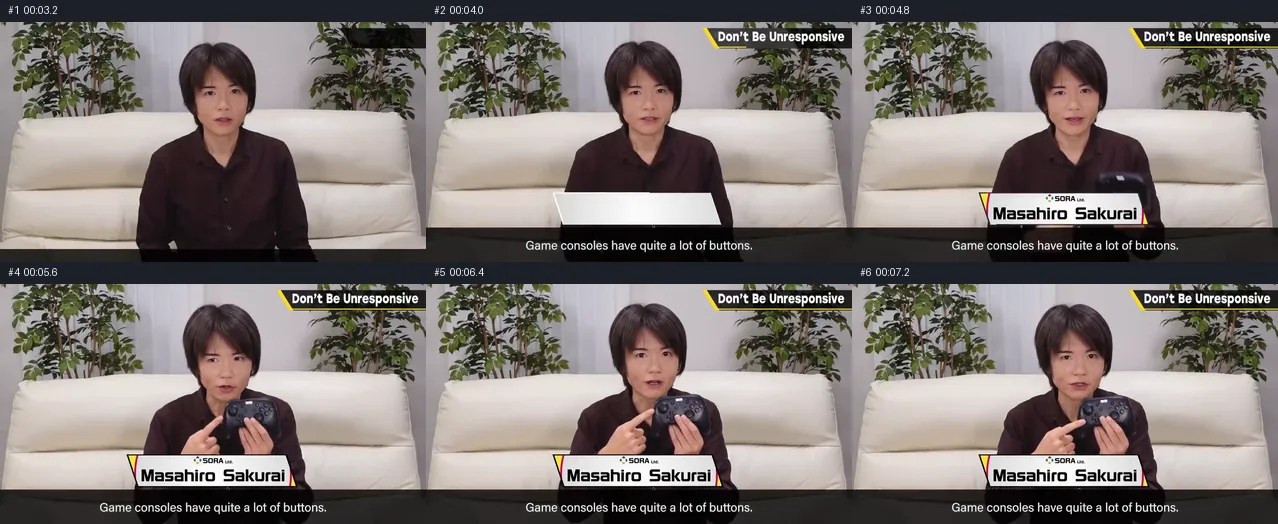 #1 00:03.2
#2 00:04.0
#3 00:04.8
Don't Be Unresponsive
Don't Be Unresponsive
SORA Ltd.
Masahiro Sakurai
Game consoles have quite a lot of buttons.
Game consoles have quite a lot of buttons.
#4 00:05.6
#5 00:06.4
#6 00:07.2
Don't Be Unresponsive
Don't Be Unresponsive
Don't Be Unresponsive
SORA Ltd.
Masahiro Sakurai
SORA Ltd.
Masahiro Sakurai
SORA Ltd.
Masahiro Sakurai
Game consoles have quite a lot of buttons.
Game consoles have quite a lot of buttons.
Game consoles have quite a lot of buttons.